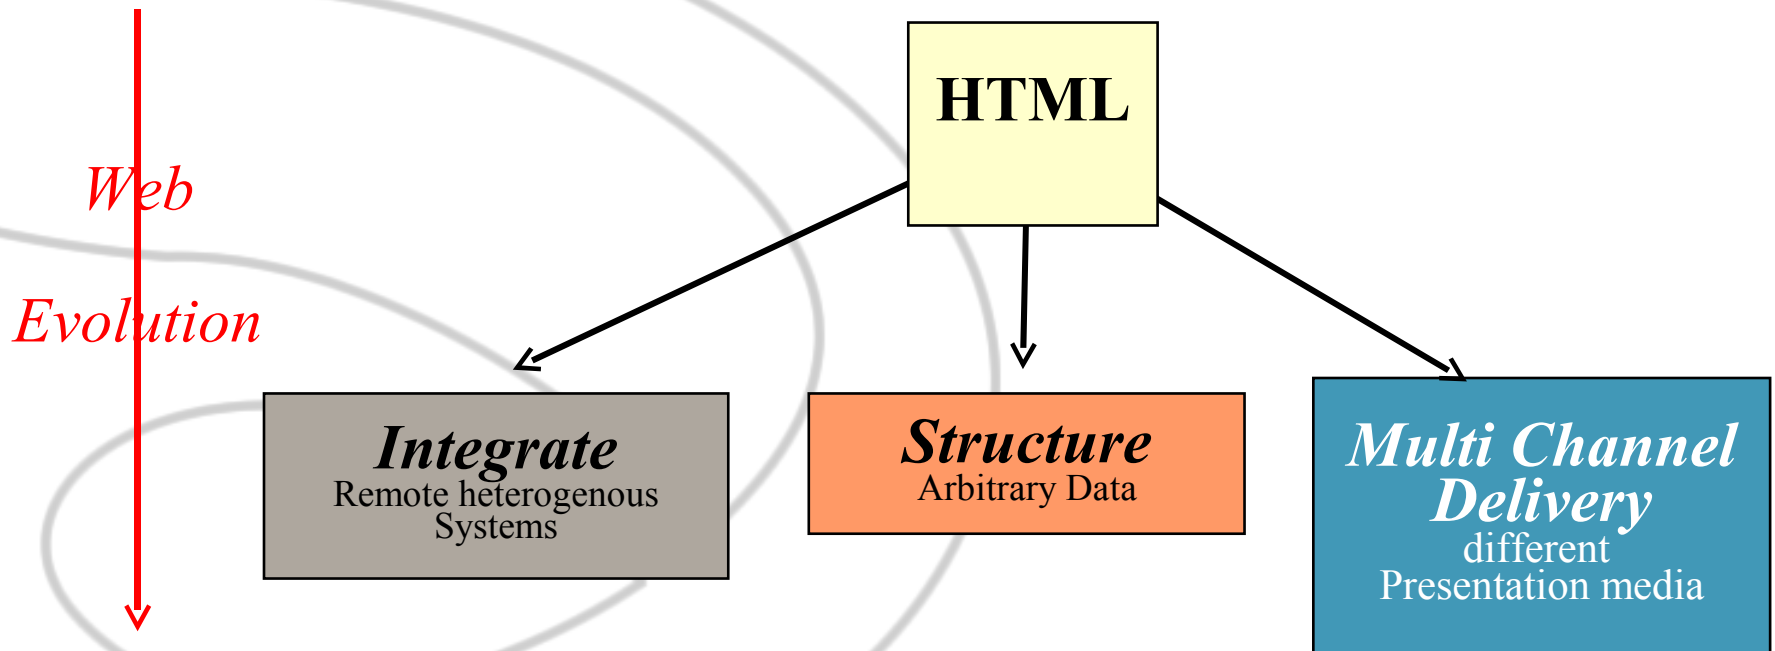 Web
Evolution
HTML
Integrate
Remote heterogenous
Systems
Structure
Arbitrary Data
Multi Channel
Delivery
different
Presentation media